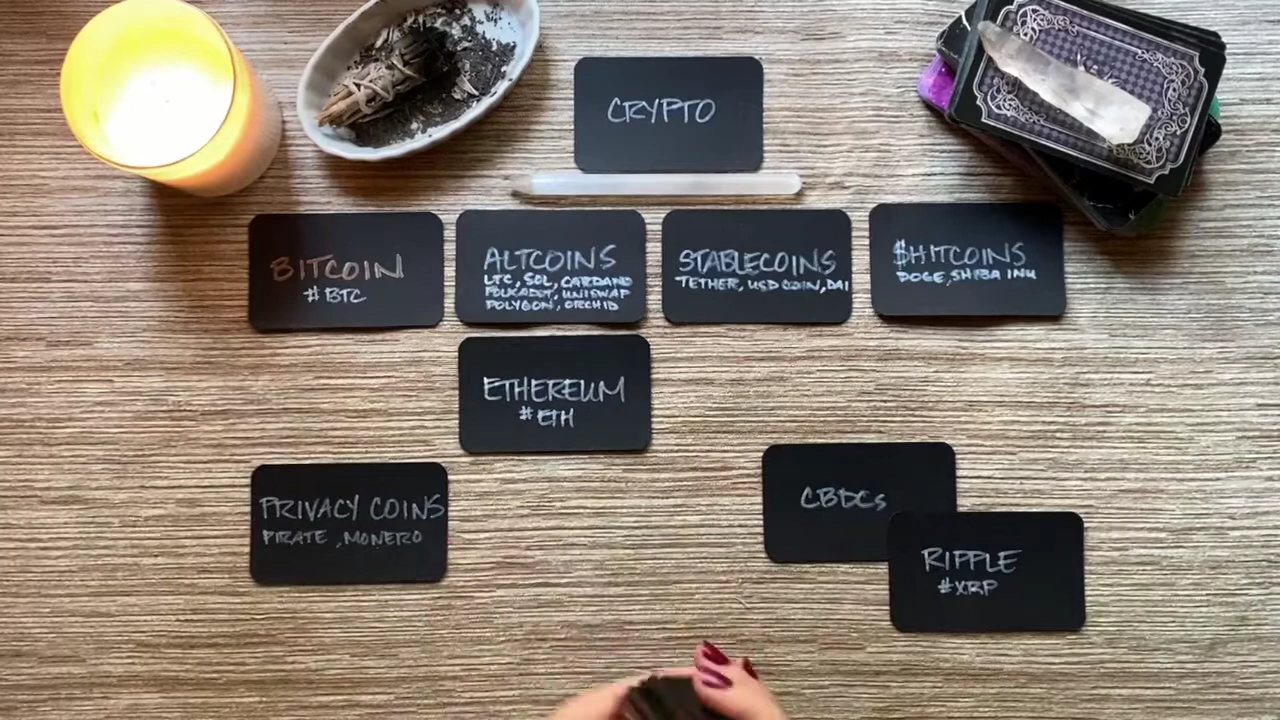 CRYPTO
BITCOIN
#BTC
ALTCOINS
LTC, SOL, CARDANO
POLKADOT, UNISWAP
POLYGON, ORCHID
STABLECOINS
TETHER, USD COIN, DAI
$HITCOINS
DOGE, SHIBA INU
ETHEREUM
#ETH
PRIVACY COINS
PIRATE, MONERO
CBDCs
RIPPLE
#XRP